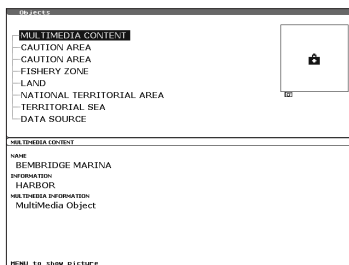 Objects
MULTIMEDIA CONTENT
CAUTION AREA
CAUTION AREA
FISHERY ZONE
LAND
NATIONAL TERRITORIAL AREA
TERRITORIAL SEA
DATA SOURCE
MULTIMEDIA CONTENT
NAME
BEMBRIDGE MARINA
INFORMATION
HARBOR
MULTIMEDIA INFORMATION
MultiMedia Object
MENU to show picture